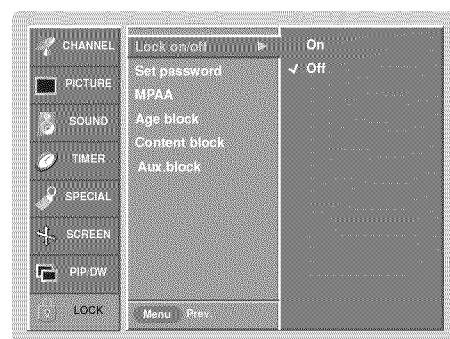 CHANNEL
PICTURE
SOUND
TIMER
SPECIAL
SCREEN
PIP/DW
LOCK
Lock on/off
Set password
MPAA
Age block
Content block
Aux.block
Menu Prev.
On
✓ Off